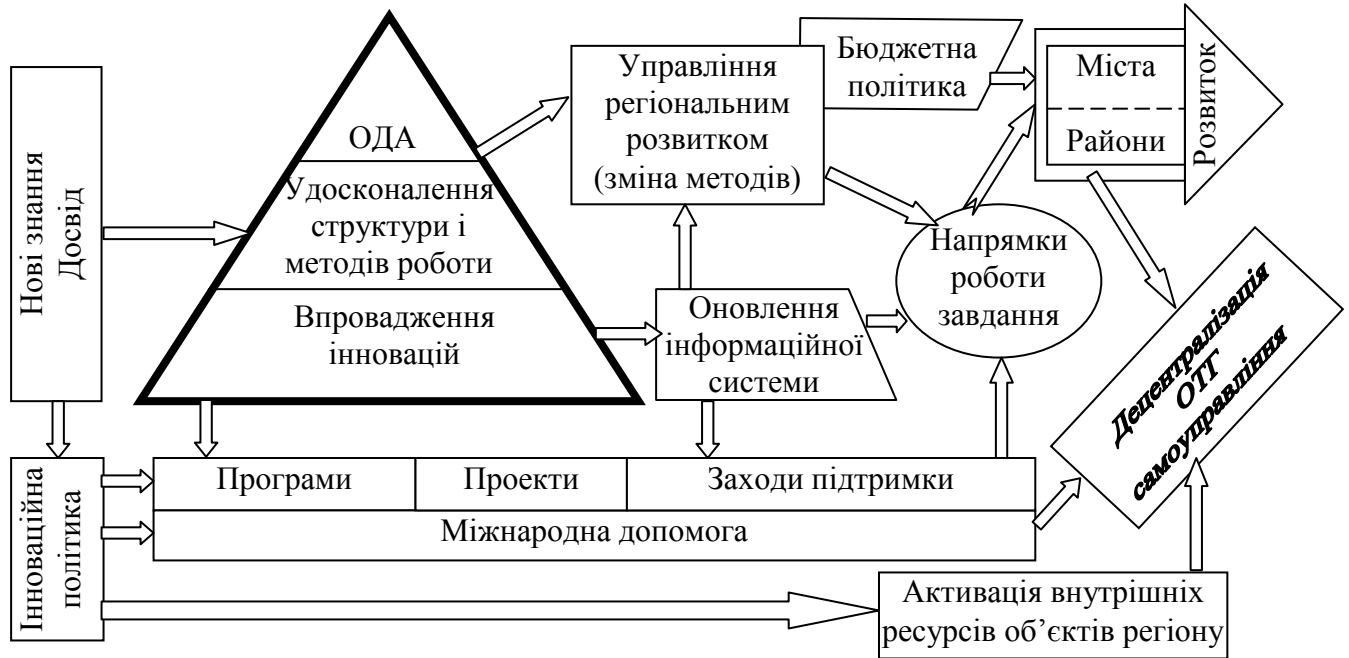 Нові знання
Досвід
ОДА
Удосконалення
структури і
методів роботи
Впровадження
інновацій
Управління
регіональним
розвитком
(зміна методів)
Бюджетна
політика
Міста
Райони
Розвиток
Напрямки
роботи
завдання
Оновлення
інформаційної
системи
Децентралізація
ОТГ
самоуправління
Інноваційна
політика
Програми
Проекти
Заходи підтримки
Міжнародна допомога
Активація внутрішніх
ресурсів об’єктів регіону